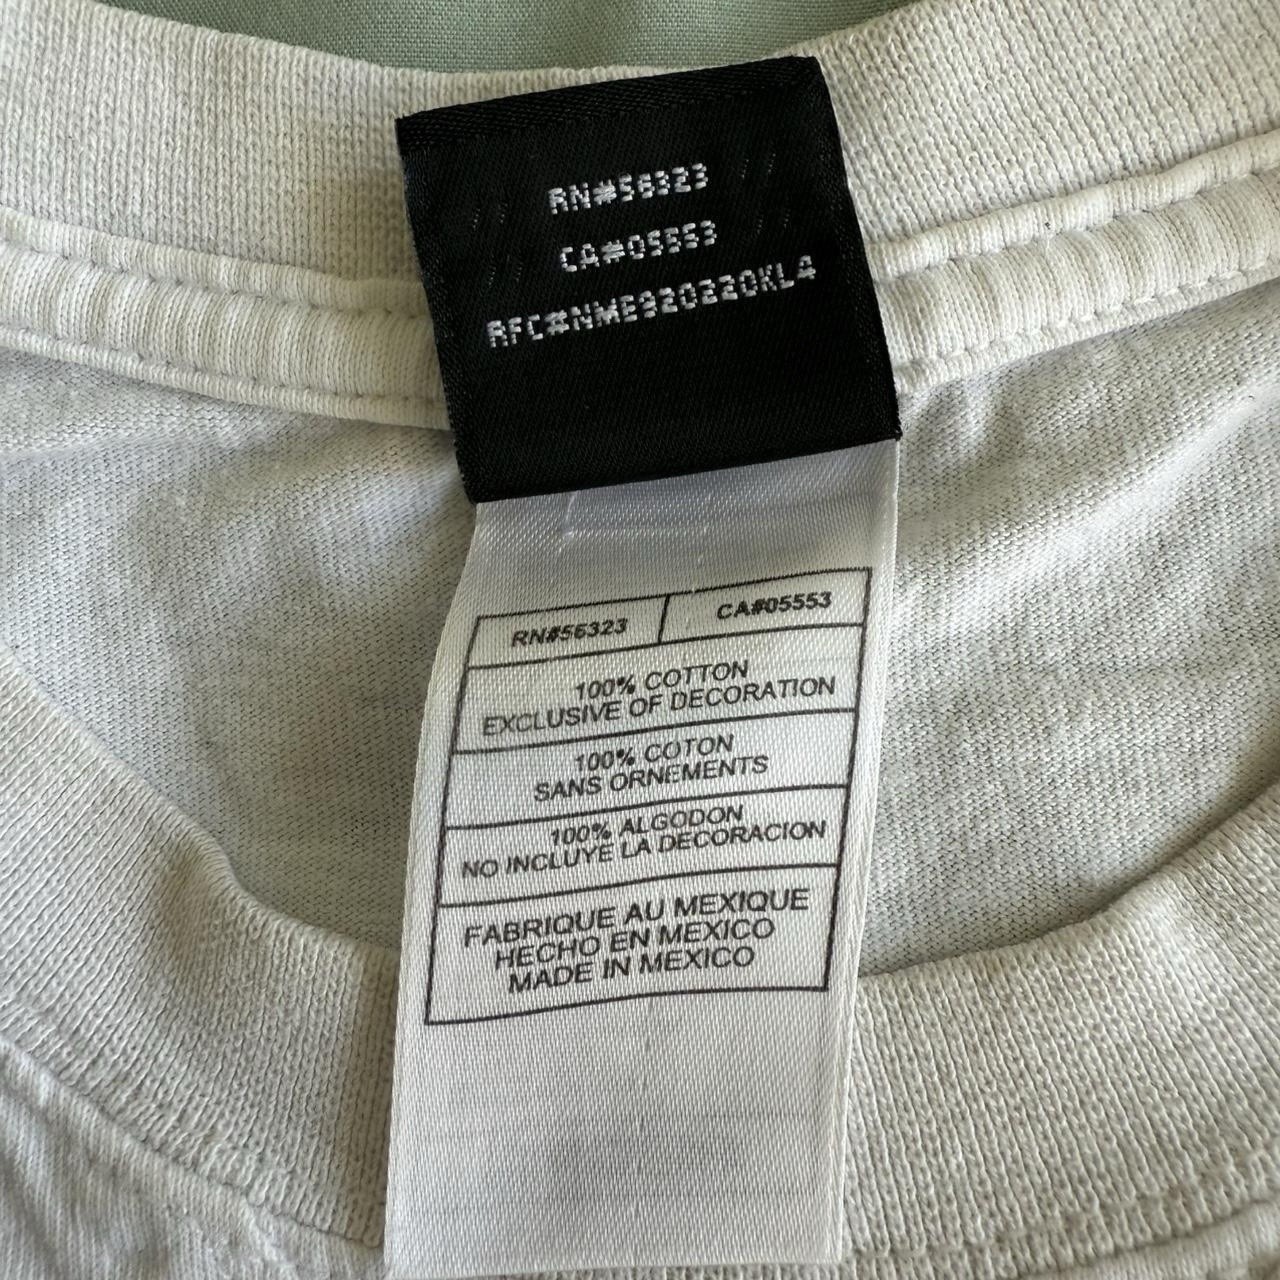 RN#56323
CA#05553
RFC#NME920220KL4
RN#56323
CA#05553
100% COTTON
EXCLUSIVE OF DECORATION
100% COTON
SANS ORNEMENTS
100% ALGODON
NO INCLUYE LA DECORACION
FABRIQUE AU MEXIQUE
HECHO EN MEXICO
MADE IN MEXICO